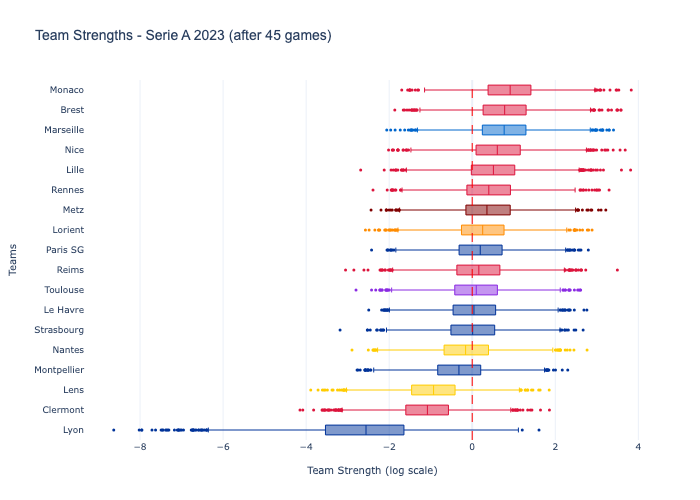 Team Strengths - Serie A 2023 (after 45 games)
Monaco
Brest
Marseille
Nice
Lille
Rennes
Metz
Lorient
Paris SG
Reims
Toulouse
Le Havre
Strasbourg
Nantes
Montpellier
Lens
Clermont
Lyon
Teams
−8 −6 −4 −2 0 2 4
Team Strength (log scale)